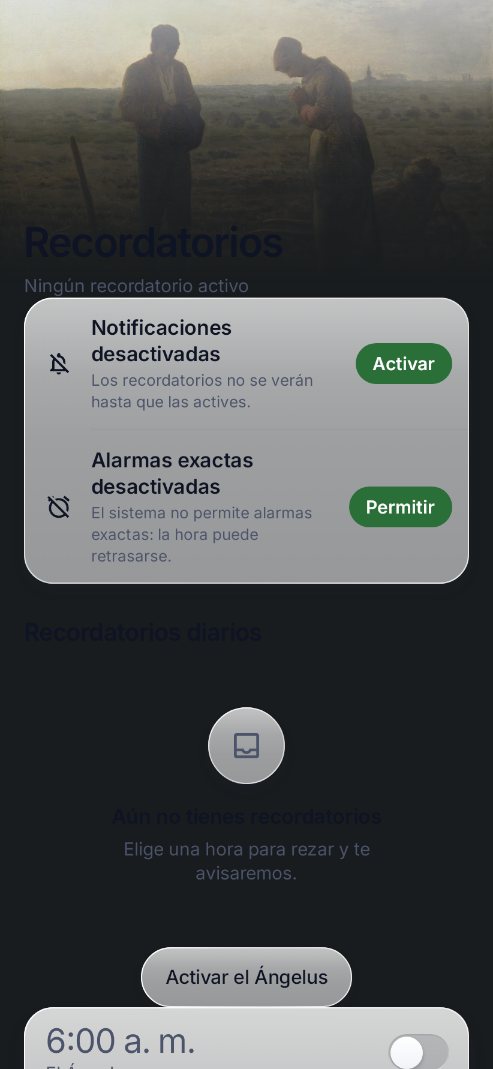 Recordatorios
Ningún recordatorio activo
Notificaciones
desactivadas
Los recordatorios no se verán
hasta que las actives.
Activar
Alarmas exactas
desactivadas
El sistema no permite alarmas
exactas: la hora puede
retrasarse.
Permitir
Recordatorios diarios
Aún no tienes recordatorios
Elige una hora para rezar y te
avisaremos.
Activar el Ángelus
6:00 a. m.